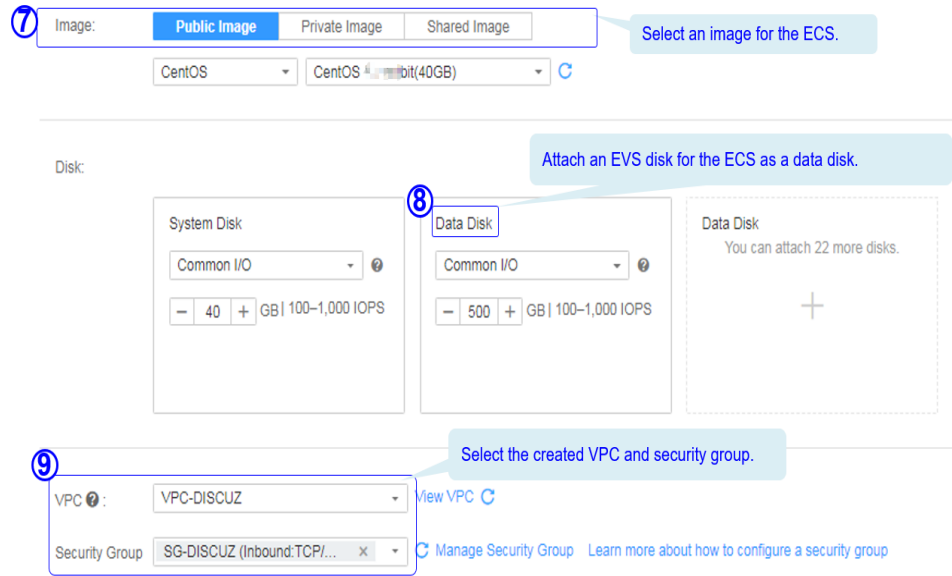 7 Image: Public Image Private Image Shared Image
Select an image for the ECS.
CentOS CentOS bit(40GB)
Attach an EVS disk for the ECS as a data disk.
Disk:
8
System Disk Data Disk Data Disk
You can attach 22 more disks.
Common I/O ? Common I/O ?
− 40 + GB | 100–1,000 IOPS − 500 + GB | 100–1,000 IOPS
+
Select the created VPC and security group.
9
VPC ? : VPC-DISCUZ View VPC
Security Group SG-DISCUZ (Inbound:TCP/... × Manage Security Group Learn more about how to configure a security group